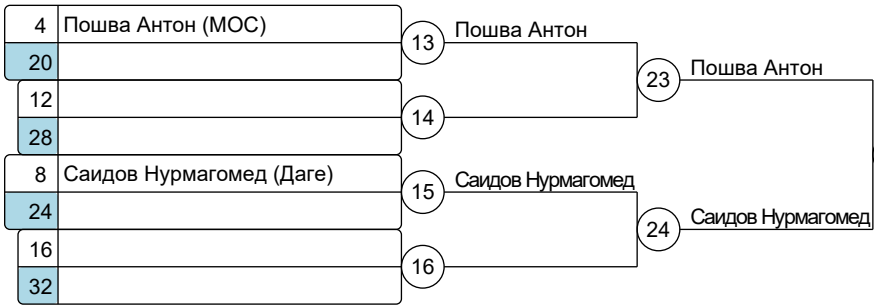 4 Пошва Антон (МОС)
20
13 Пошва Антон
12
28
14
23 Пошва Антон
8 Саидов Нурмагомед (Даге)
24
15 Саидов Нурмагомед
16
32
16
24 Саидов Нурмагомед